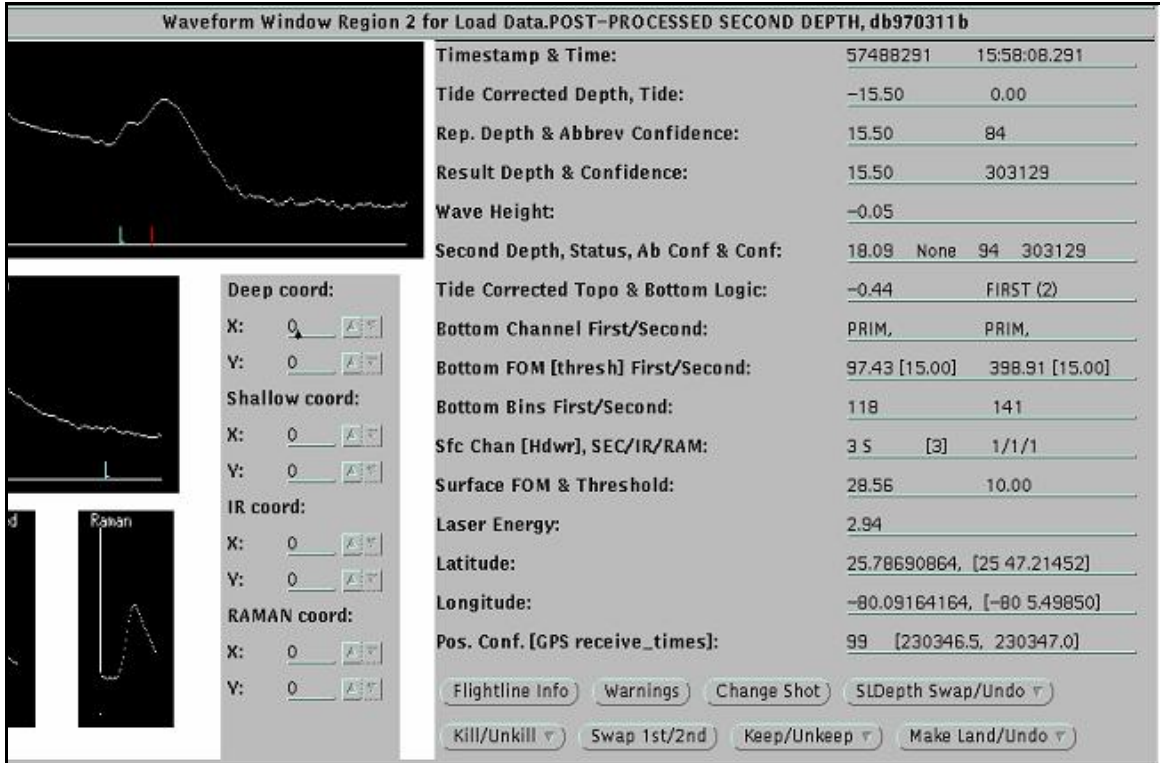 Waveform Window Region 2 for Load Data.POST-PROCESSED SECOND DEPTH, db970311b
Timestamp & Time: 57488291 15:58:08.291
Tide Corrected Depth, Tide: -15.50 0.00
Rep. Depth & Abbrev Confidence: 15.50 84
Result Depth & Confidence: 15.50 303129
Wave Height: -0.05
Second Depth, Status, Ab Conf & Conf: 18.09 None 94 303129
Tide Corrected Topo & Bottom Logic: -0.44 FIRST (2)
Bottom Channel First/Second: PRIM, PRIM,
Bottom FOM [thresh] First/Second: 97.43 [15.00] 398.91 [15.00]
Bottom Bins First/Second: 118 141
Sfc Chan [Hdwr], SEC/IR/RAM: 3 S [3] 1/1/1
Surface FOM & Threshold: 28.56 10.00
Laser Energy: 2.94
Latitude: 25.78690864, [25 47.21452]
Longitude: -80.09164164, [-80 5.49850]
Pos. Conf. [GPS receive_times]: 99 [230346.5, 230347.0]
Deep coord:
X: 0
Y: 0
Shallow coord:
X: 0
Y: 0
IR coord:
X: 0
Y: 0
RAMAN coord:
X: 0
Y: 0
Raman
Flightline Info Warnings Change Shot SLDepth Swap/Undo
Kill/Unkill Swap 1st/2nd Keep/Unkeep Make Land/Undo